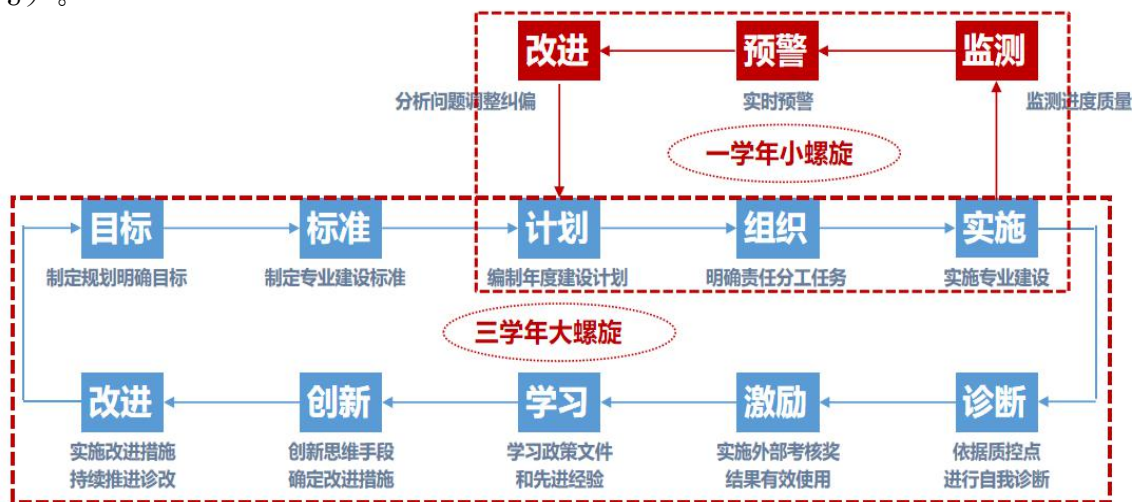 3）。
改进 预警 监测
分析问题调整纠偏 实时预警 监测进度质量
一学年小螺旋
目标 标准 计划 组织 实施
制定规划明确目标 制定专业建设标准 编制年度建设计划 明确责任分工任务 实施专业建设
三学年大螺旋
改进 创新 学习 激励 诊断
实施改进措施 创新思维手段 学习政策文件 实施外部考核奖 依据质控点
持续推进诊改 确定改进措施 和先进经验 结果有效使用 进行自我诊断